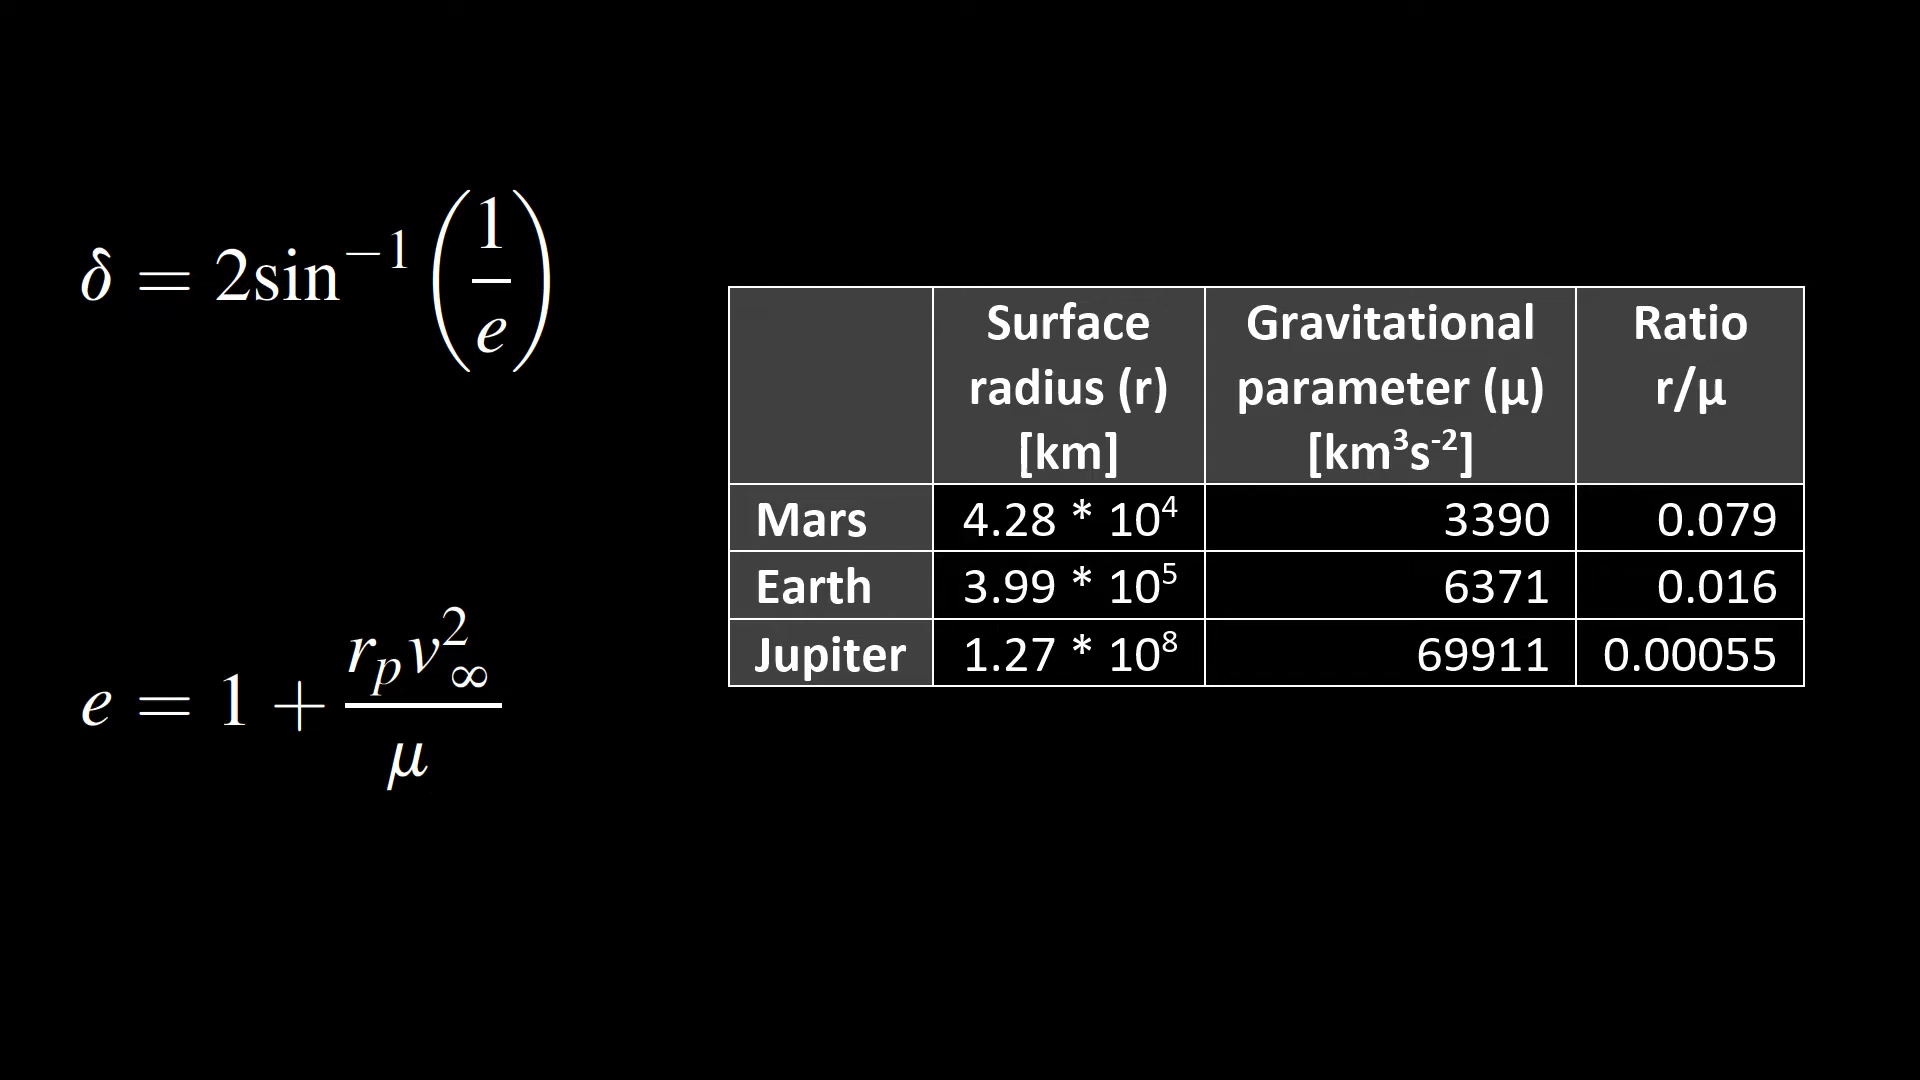 δ = 2sin⁻¹(1/e)
e = 1 + r_p v_∞² / μ
Surface radius (r) [km] Gravitational parameter (μ) [km³s⁻²] Ratio r/μ
Mars 4.28 * 10⁴ 3390 0.079
Earth 3.99 * 10⁵ 6371 0.016
Jupiter 1.27 * 10⁸ 69911 0.00055